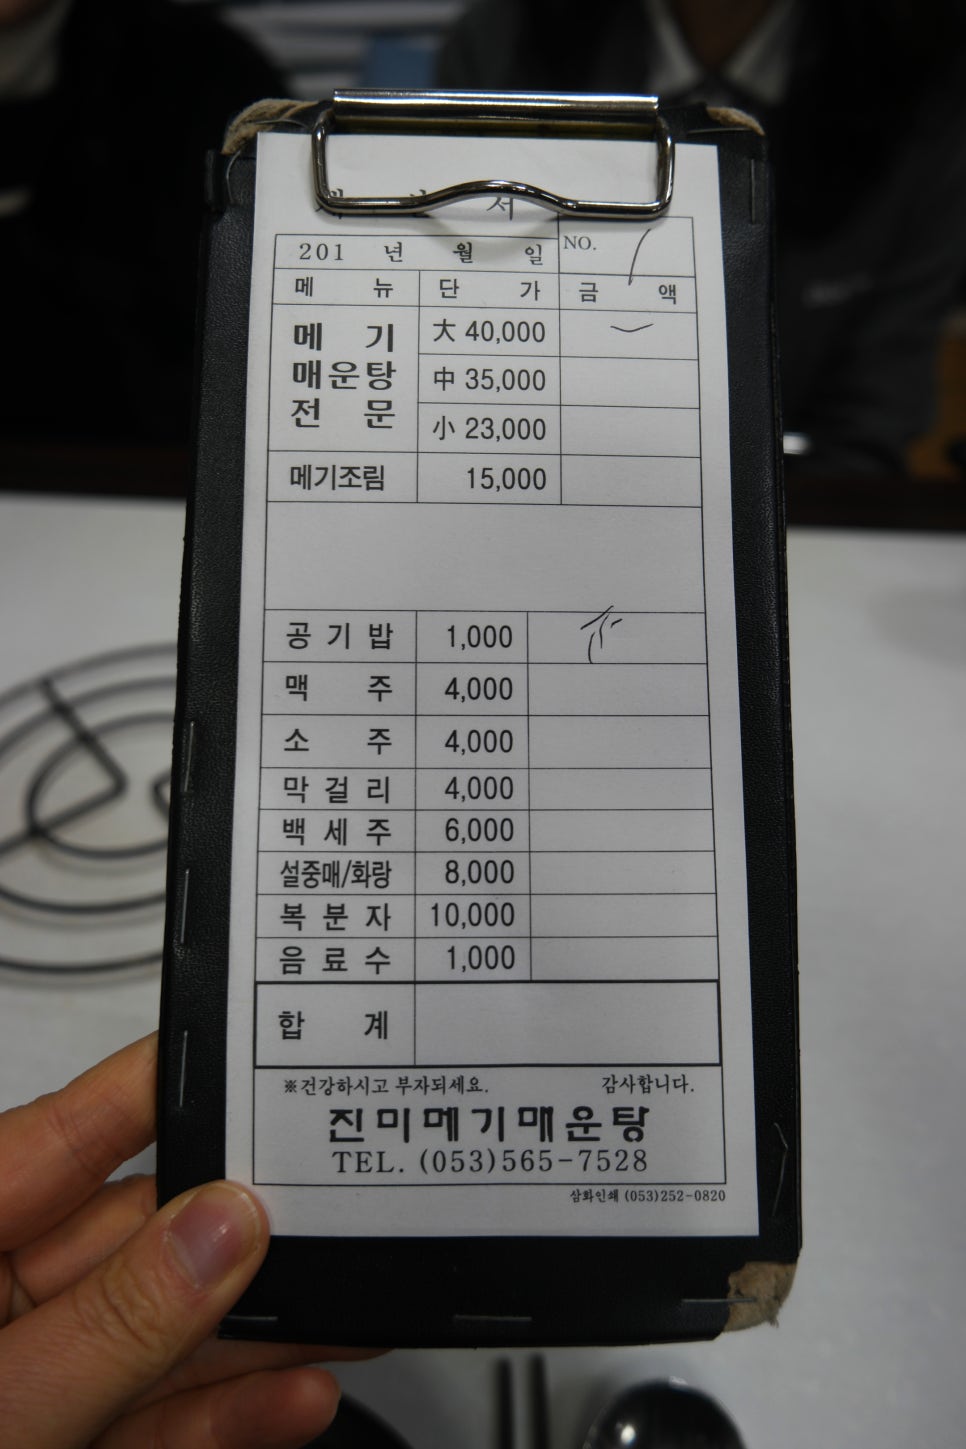 서
201 년 월 일
NO. 1
메 뉴 단 가 금 액
메 기 매운탕 전 문
大 40,000
中 35,000
小 23,000
메기조림 15,000
공 기 밥 1,000
맥 주 4,000
소 주 4,000
막 걸 리 4,000
백 세 주 6,000
설중매/화랑 8,000
복 분 자 10,000
음 료 수 1,000
합 계
※건강하시고 부자되세요. 감사합니다.
진미메기매운탕
TEL. (053)565-7528
삼화인쇄 (053)252-0820